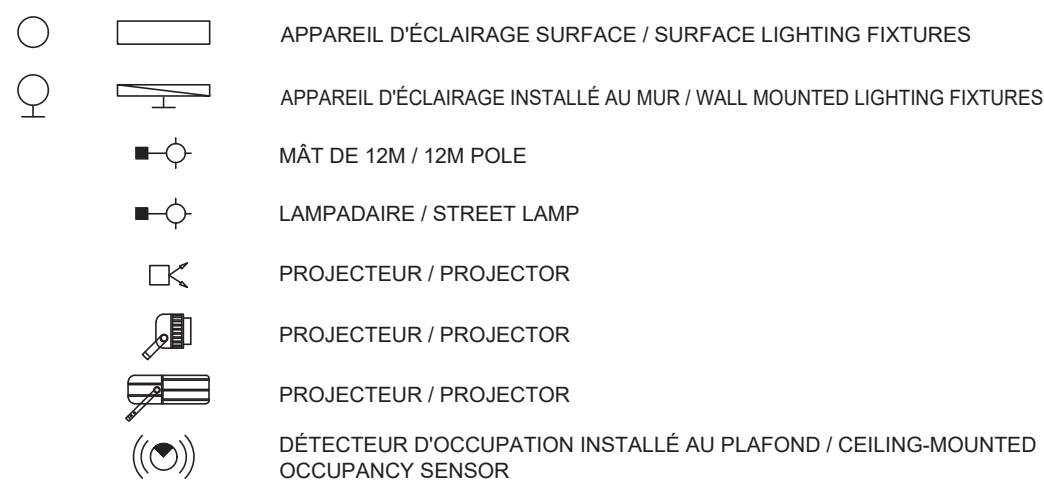 APPAREIL D'ÉCLAIRAGE SURFACE / SURFACE LIGHTING FIXTURES
APPAREIL D'ÉCLAIRAGE INSTALLÉ AU MUR / WALL MOUNTED LIGHTING FIXTURES
MÂT DE 12M / 12M POLE
LAMPADAIRE / STREET LAMP
PROJECTEUR / PROJECTOR
PROJECTEUR / PROJECTOR
PROJECTEUR / PROJECTOR
DÉTECTEUR D'OCCUPATION INSTALLÉ AU PLAFOND / CEILING-MOUNTED
OCCUPANCY SENSOR